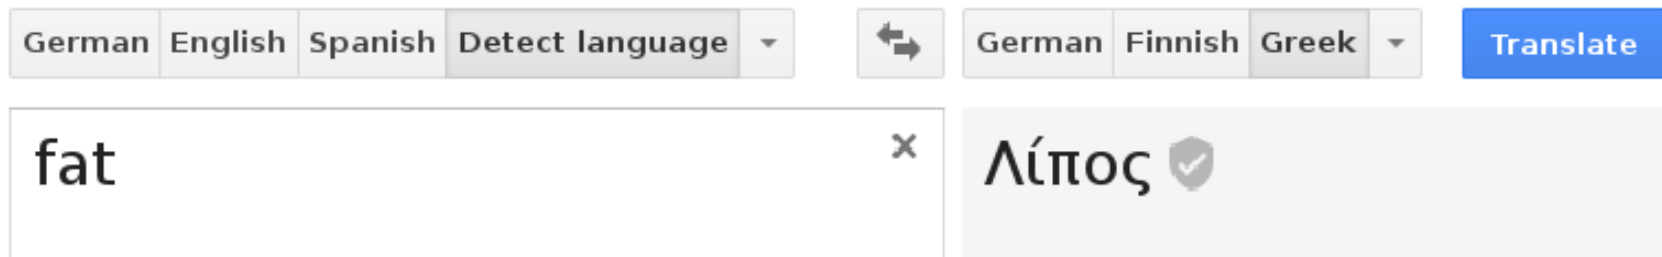 German English Spanish Detect language German Finnish Greek Translate
fat Λίπος